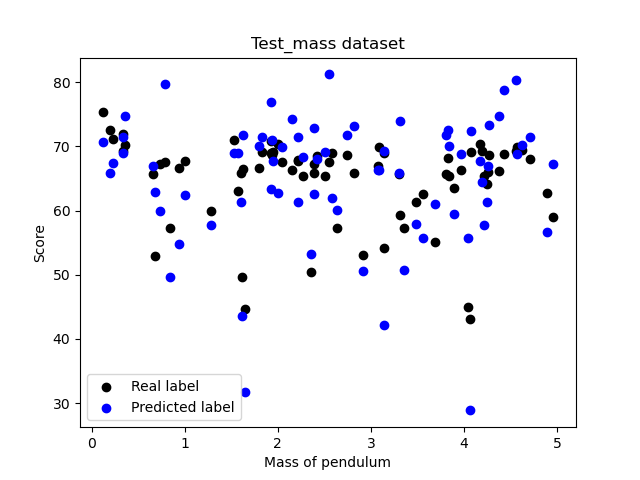 Test_mass dataset
80
70
60
50
40
30
Score
Real label
Predicted label
0 1 2 3 4 5
Mass of pendulum